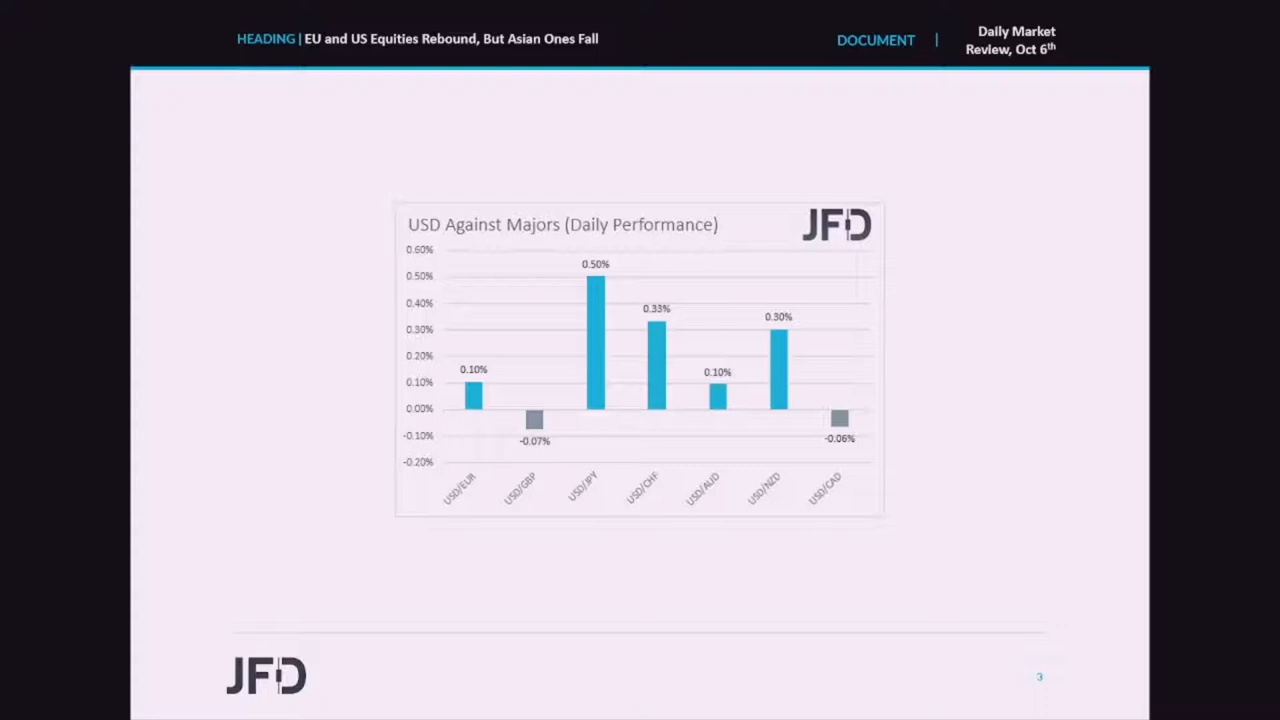 HEADING | EU and US Equities Rebound, But Asian Ones Fall
DOCUMENT |
Daily Market
Review, Oct 6th
USD Against Majors (Daily Performance)
JFD
0.60%
0.50%
0.40%
0.30%
0.20%
0.10%
0.00%
-0.10%
-0.20%
0.10%
-0.07%
0.50%
0.33%
0.10%
0.30%
-0.06%
USD/EUR
USD/GBP
USD/JPY
USD/CHF
USD/AUD
USD/NZD
USD/CAD
JFD
3